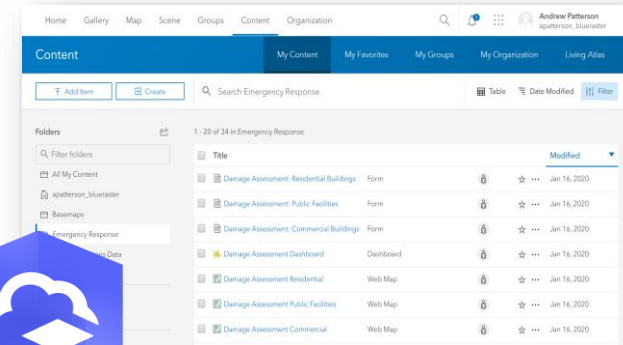 Home Gallery Map Scene Groups Content Organization Andrew Patterson
apatterson_blueraster
Content My Content My Favorites My Groups My Organization Living Atlas
Add Item Create Search Emergency Response Table Date Modified Filter
Folders 1 - 20 of 34 in Emergency Response
Filter folders Title Modified
All My Content Damage Assessment: Residential Buildings Form Jan 16, 2020
apatterson_blueraster Damage Assessment: Public Facilities Form Jan 16, 2020
Basemaps Damage Assessment: Commercial Buildings Form Jan 16, 2020
Emergency Response Damage Assessment Dashboard Dashboard Jan 16, 2020
Data Damage Assessment Residential Web Map Jan 16, 2020
Damage Assessment Public Facilities Web Map Jan 16, 2020
Damage Assessment Commercial Web Map Jan 16, 2020